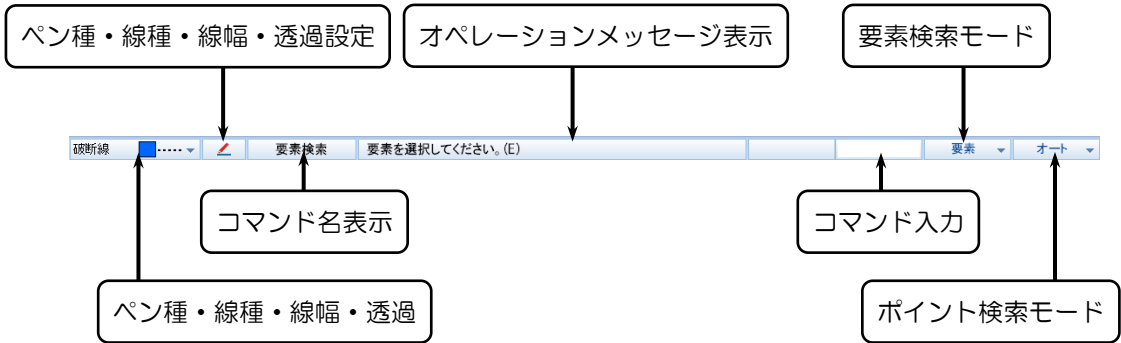 ペン種・線種・線幅・透過設定
オペレーションメッセージ表示
要素検索モード
破断線 要素検索 要素を選択してください。(E) 要素 オート
コマンド名表示
コマンド入力
ペン種・線種・線幅・透過
ポイント検索モード